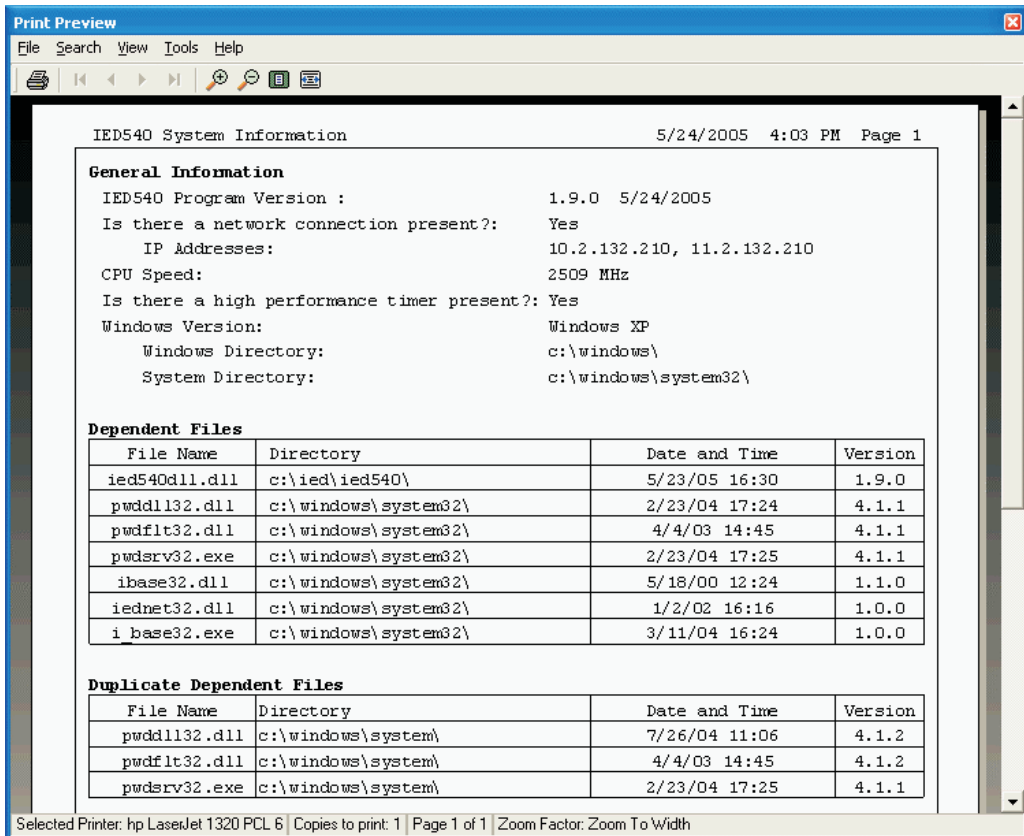 Print Preview
File Search View Tools Help
IED540 System Information 5/24/2005 4:03 PM Page 1
General Information
IED540 Program Version : 1.9.0 5/24/2005
Is there a network connection present?: Yes
IP Addresses: 10.2.132.210, 11.2.132.210
CPU Speed: 2509 MHz
Is there a high performance timer present?: Yes
Windows Version: Windows XP
Windows Directory: c:\windows\
System Directory: c:\windows\system32\
Dependent Files
File Name Directory Date and Time Version
ied540dll.dll c:\ied\ied540\ 5/23/05 16:30 1.9.0
pwddll32.dll c:\windows\system32\ 2/23/04 17:24 4.1.1
pwdflt32.dll c:\windows\system32\ 4/4/03 14:45 4.1.1
pwdsrv32.exe c:\windows\system32\ 2/23/04 17:25 4.1.1
ibase32.dll c:\windows\system32\ 5/18/00 12:24 1.1.0
iednet32.dll c:\windows\system32\ 1/2/02 16:16 1.0.0
i_base32.exe c:\windows\system32\ 3/11/04 16:24 1.0.0
Duplicate Dependent Files
File Name Directory Date and Time Version
pwddll32.dll c:\windows\system\ 7/26/04 11:06 4.1.2
pwdflt32.dll c:\windows\system\ 4/4/03 14:45 4.1.2
pwdsrv32.exe c:\windows\system\ 2/23/04 17:25 4.1.1
Selected Printer: hp LaserJet 1320 PCL 6 Copies to print: 1 Page 1 of 1 Zoom Factor: Zoom To Width